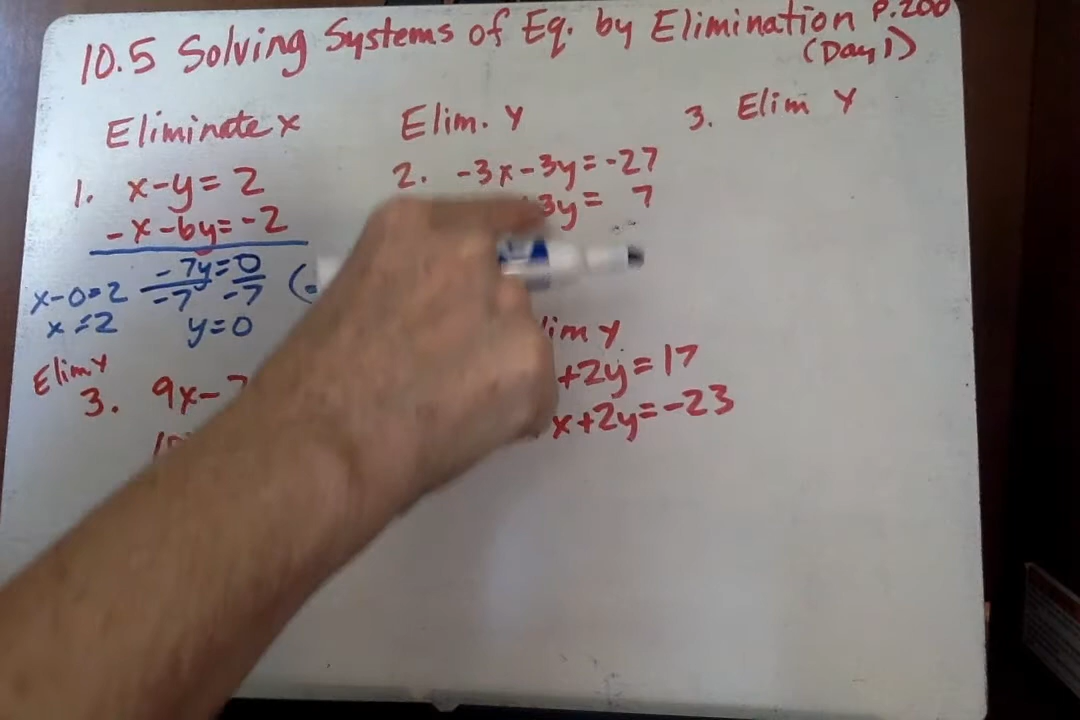 10.5 Solving Systems of Eq. by Elimination P.200
(Day 1)
Eliminate x
1. x-y=2
-x-6y=-2
-7y=0
-7 -7
x-0=2
x=2
y=0
(
Elim. Y
2. -3x-3y=-27
+3y= 7
3. Elim Y
Elim Y
3. 9x-
10
lim y
+2y=17
x+2y=-23